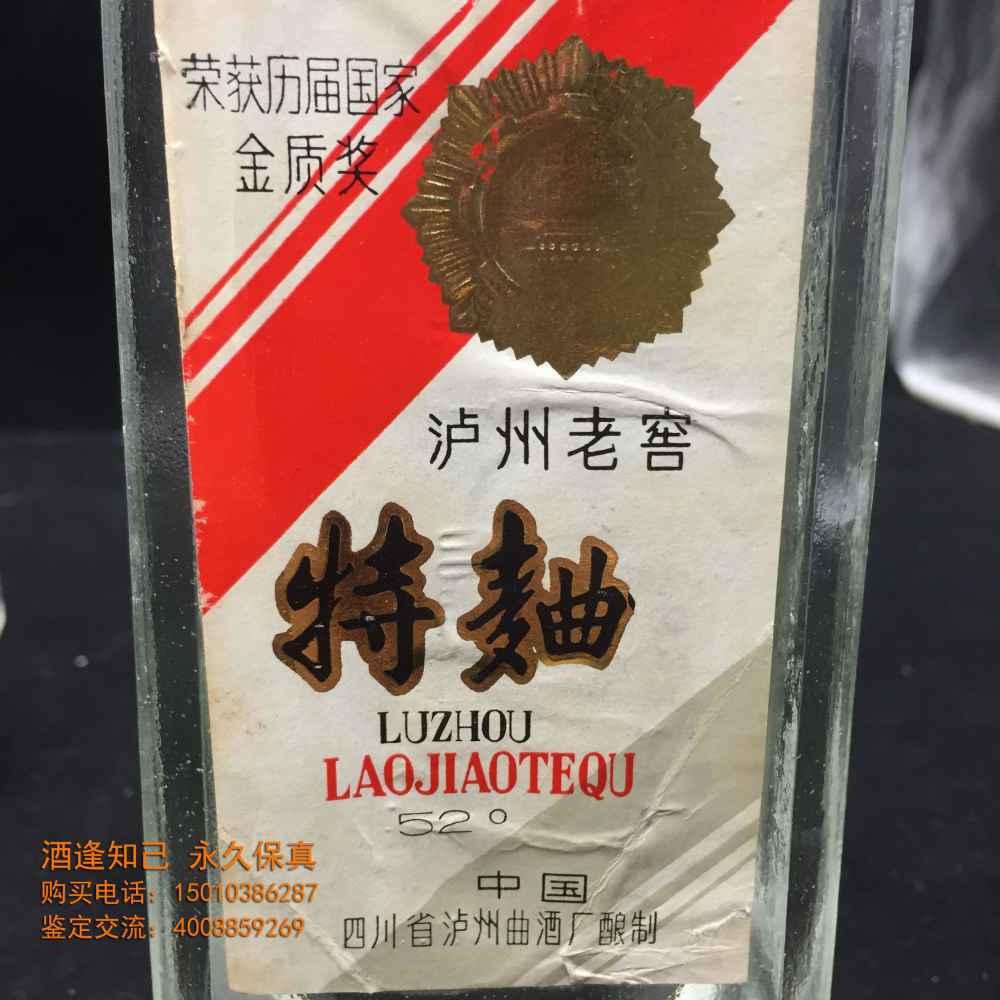 荣获历届国家
金质奖
泸州老窖
特麯
LUZHOU
LAOJIAOTEQU
52°
中国
四川省泸州曲酒厂酿制
酒逢知己 永久保真
购买电话：15010386287
鉴定交流：4008859269